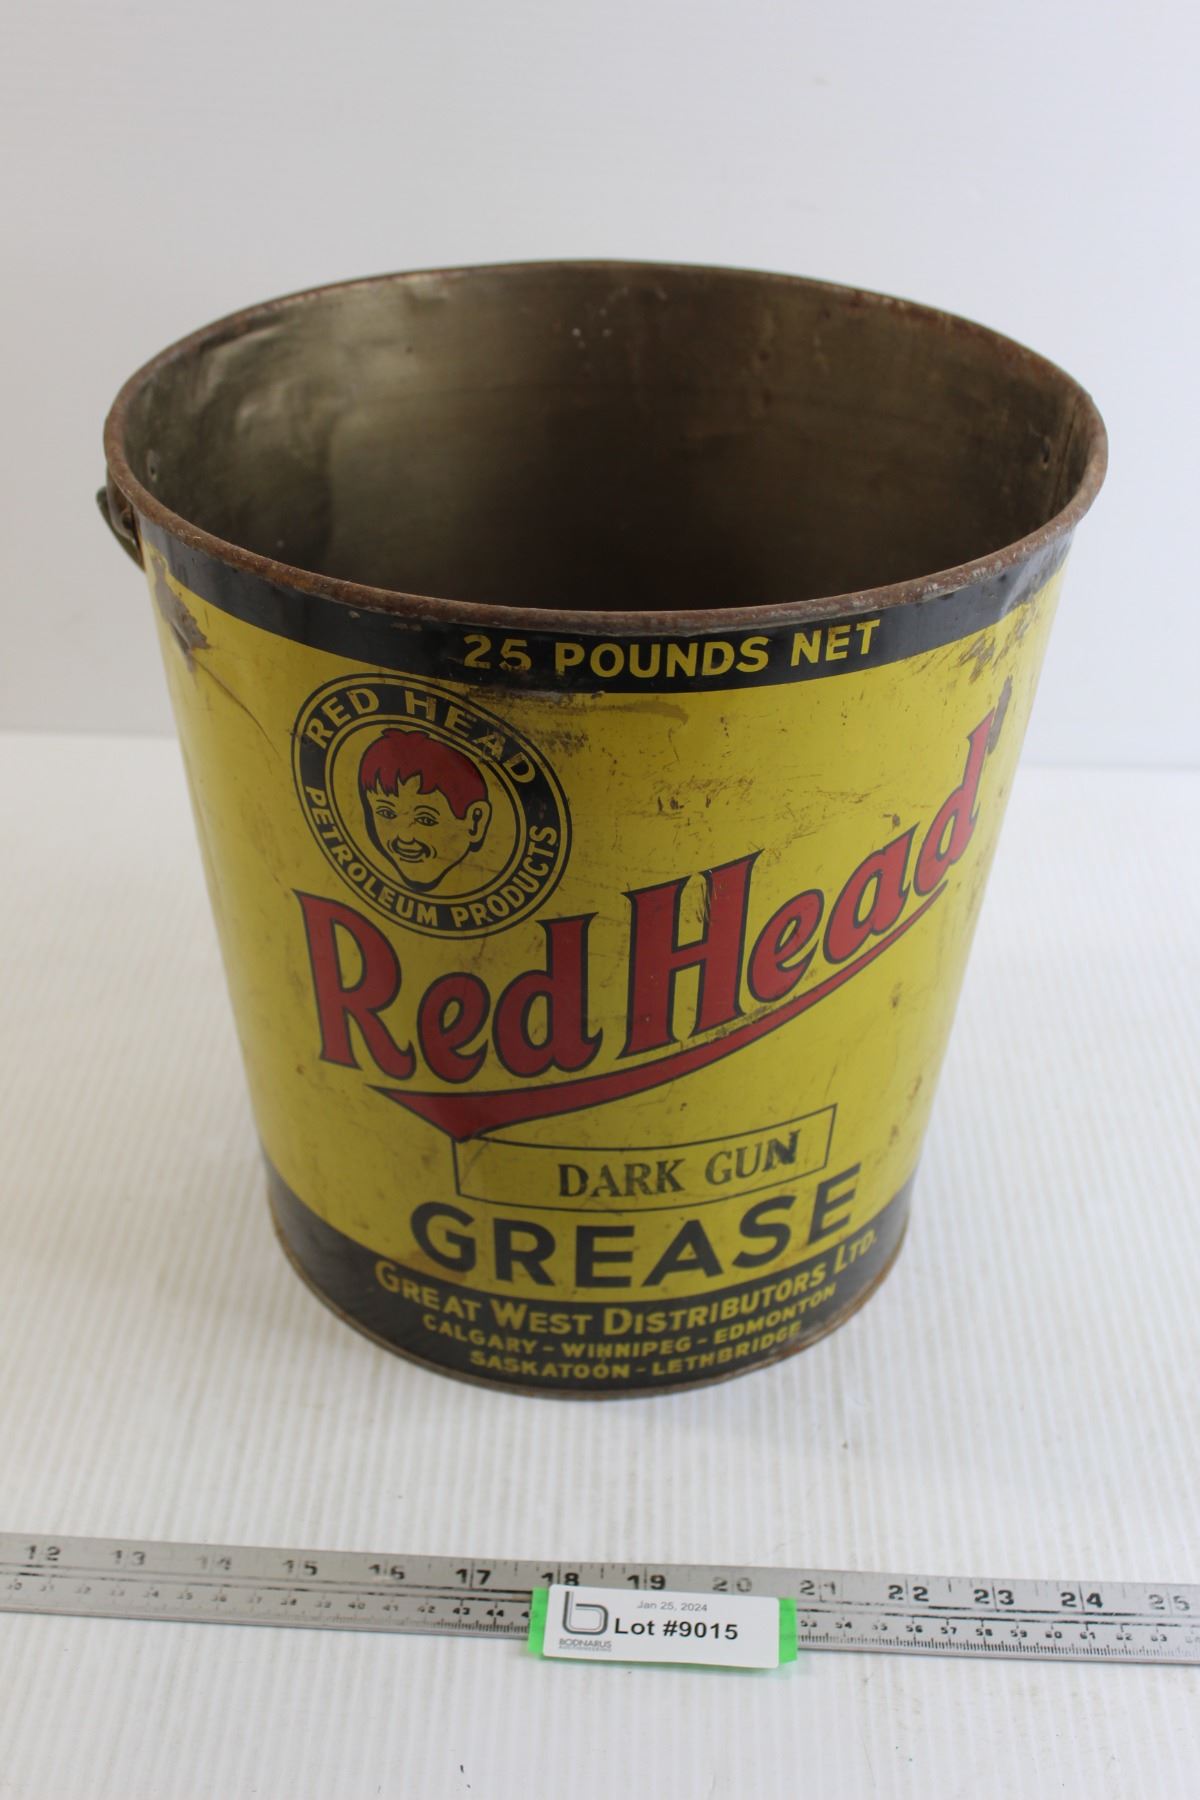 25 POUNDS NET
RED HEAD
PETROLEUM PRODUCTS
Red Head
DARK GUN
GREASE
GREAT WEST DISTRIBUTORS LTD.
CALGARY - WINNIPEG - EDMONTON
SASKATOON - LETHBRIDGE
12 13 14 15 16 17 18 19 20 21 22 23 24 25
Jan 25, 2024
Lot #9015
BODNARUS
AUCTIONEERING